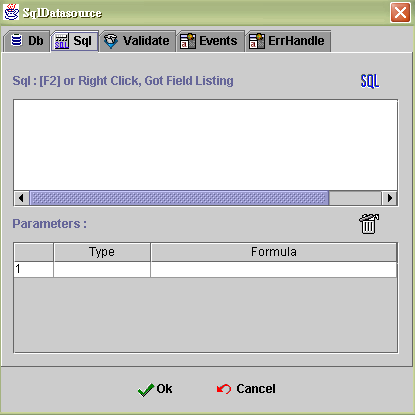 SqlDatasource
Db Sql Validate Events ErrHandle
Sql : [F2] or Right Click, Got Field Listing SQL
Parameters :
Type Formula
1
Ok Cancel